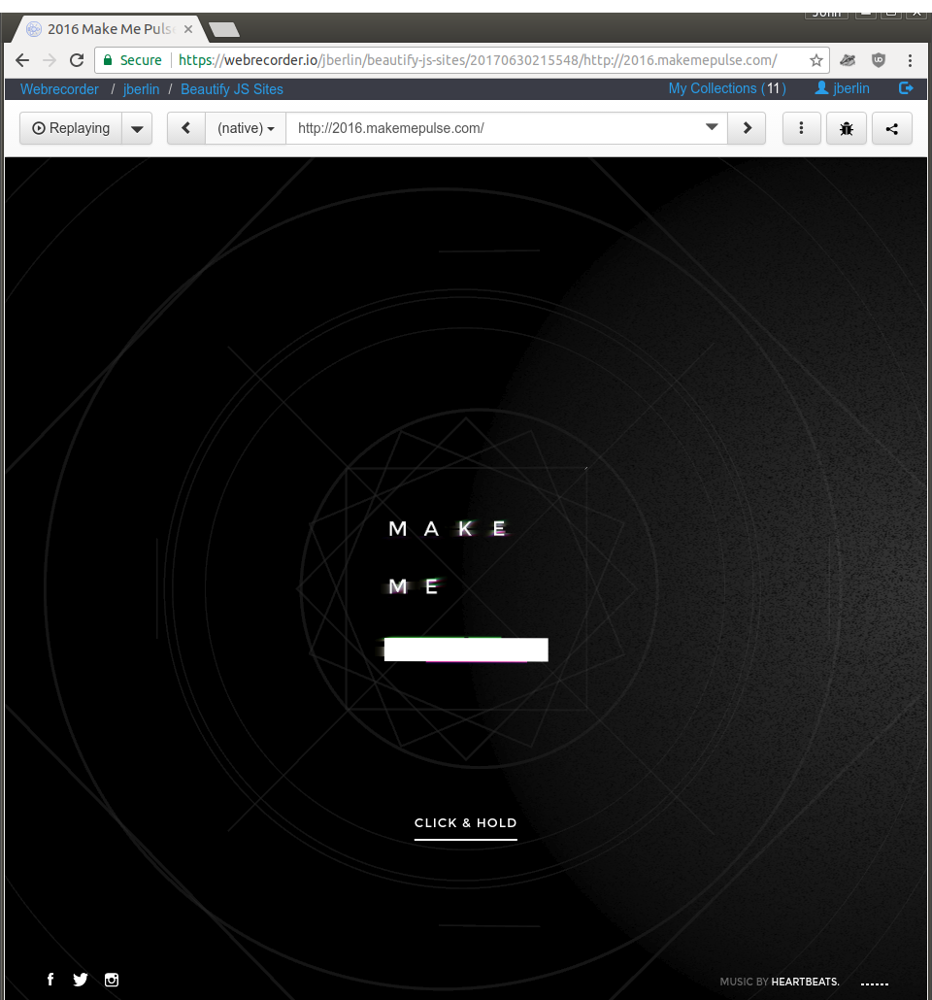 John
2016 Make Me Puls
Secure https://webrecorder.io/jberlin/beautify-js-sites/20170630215548/http://2016.makemepulse.com/
Webrecorder / jberlin / Beautify JS Sites My Collections (11) jberlin
Replaying (native) http://2016.makemepulse.com/
MAKE
ME
CLICK & HOLD
MUSIC BY HEARTBEATS.